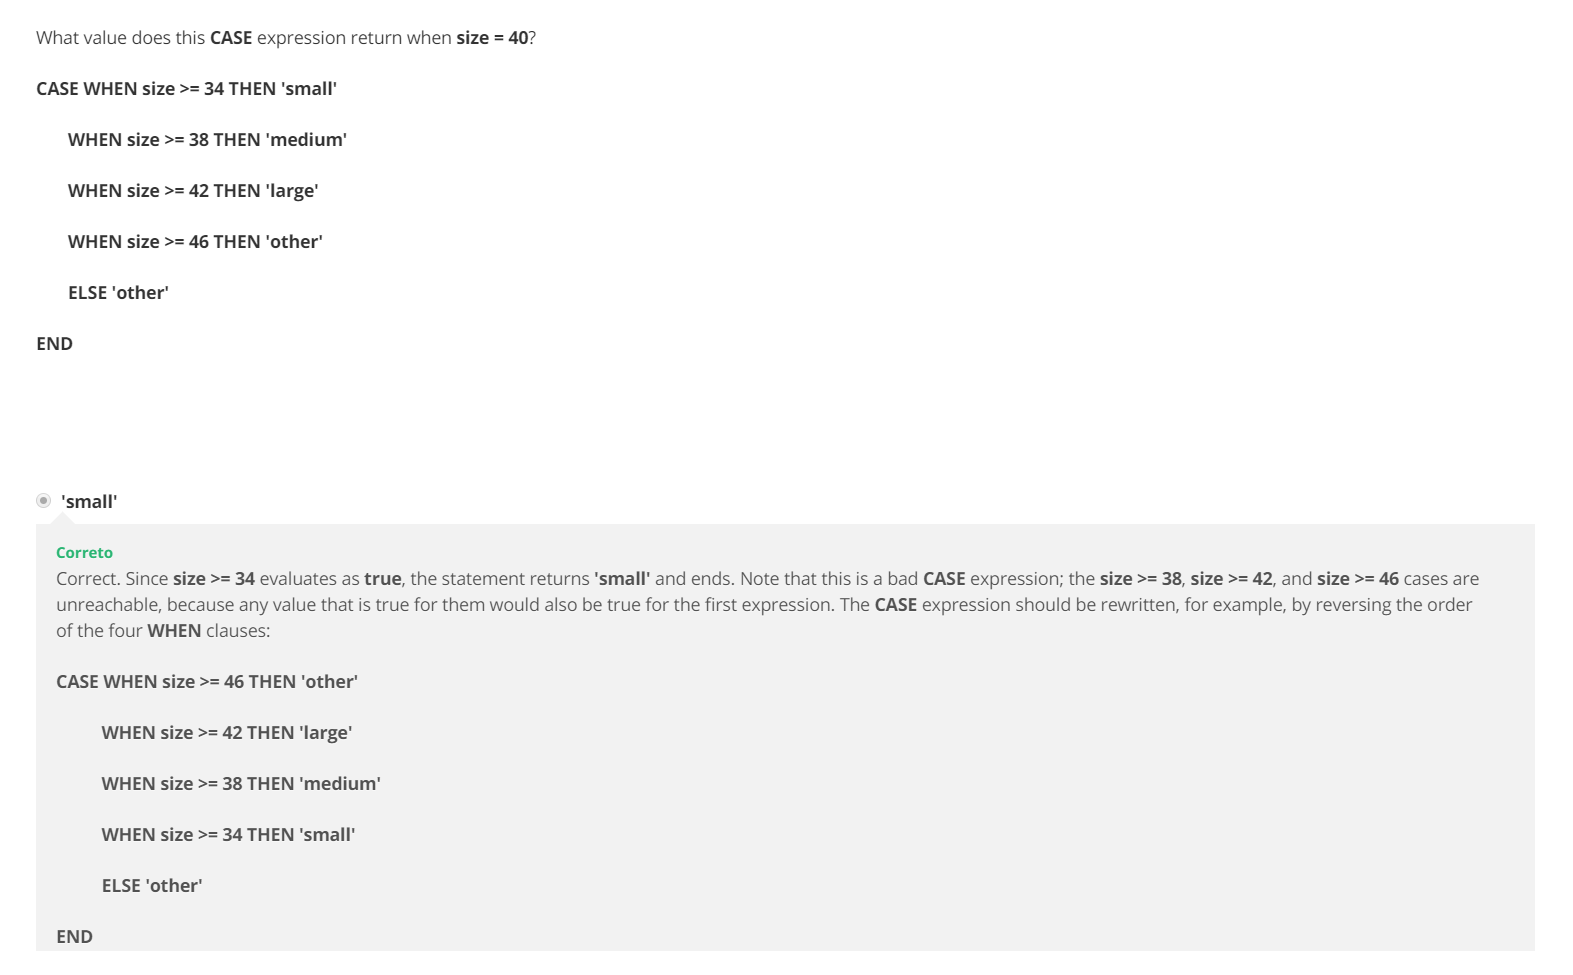 What value does this CASE expression return when size = 40?
CASE WHEN size >= 34 THEN 'small'
WHEN size >= 38 THEN 'medium'
WHEN size >= 42 THEN 'large'
WHEN size >= 46 THEN 'other'
ELSE 'other'
END
'small'
Correto
Correct. Since size >= 34 evaluates as true, the statement returns 'small' and ends. Note that this is a bad CASE expression; the size >= 38, size >= 42, and size >= 46 cases are
unreachable, because any value that is true for them would also be true for the first expression. The CASE expression should be rewritten, for example, by reversing the order
of the four WHEN clauses:
CASE WHEN size >= 46 THEN 'other'
WHEN size >= 42 THEN 'large'
WHEN size >= 38 THEN 'medium'
WHEN size >= 34 THEN 'small'
ELSE 'other'
END